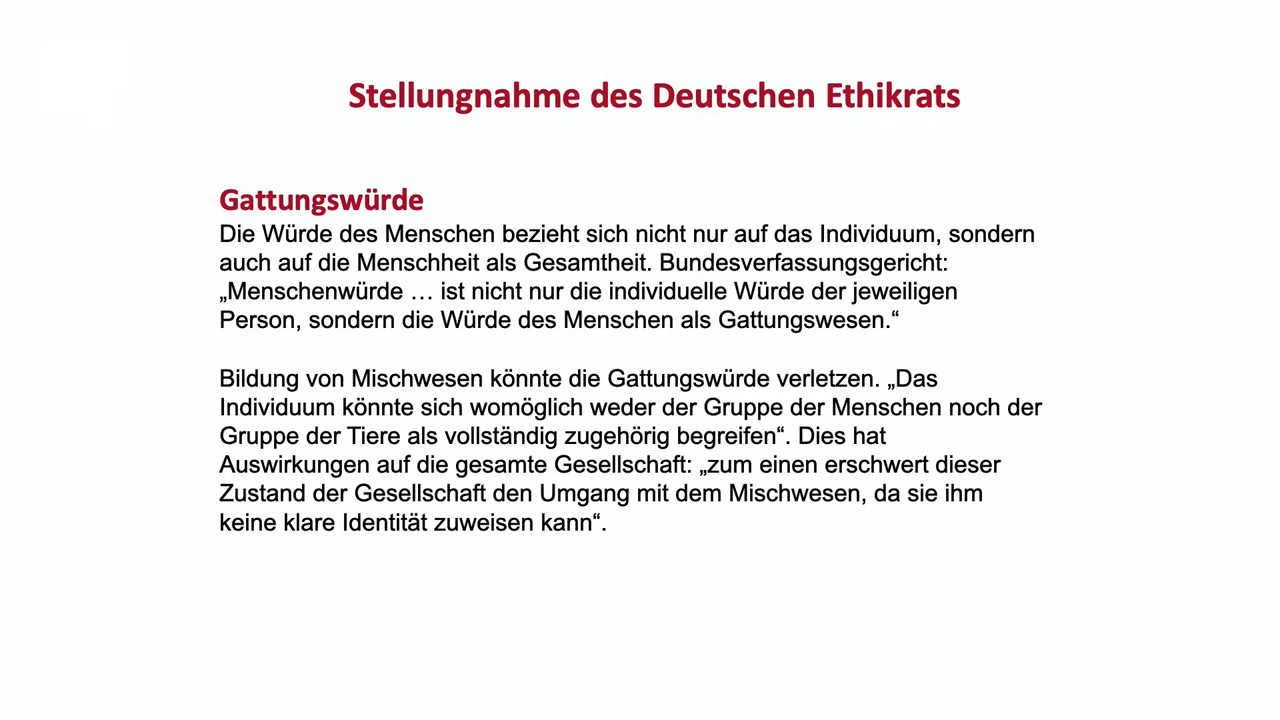 Stellungnahme des Deutschen Ethikrats
Gattungswürde
Die Würde des Menschen bezieht sich nicht nur auf das Individuum, sondern
auch auf die Menschheit als Gesamtheit. Bundesverfassungsgericht:
„Menschenwürde … ist nicht nur die individuelle Würde der jeweiligen
Person, sondern die Würde des Menschen als Gattungswesen.“
Bildung von Mischwesen könnte die Gattungswürde verletzen. „Das
Individuum könnte sich womöglich weder der Gruppe der Menschen noch der
Gruppe der Tiere als vollständig zugehörig begreifen“. Dies hat
Auswirkungen auf die gesamte Gesellschaft: „zum einen erschwert dieser
Zustand der Gesellschaft den Umgang mit dem Mischwesen, da sie ihm
keine klare Identität zuweisen kann“.